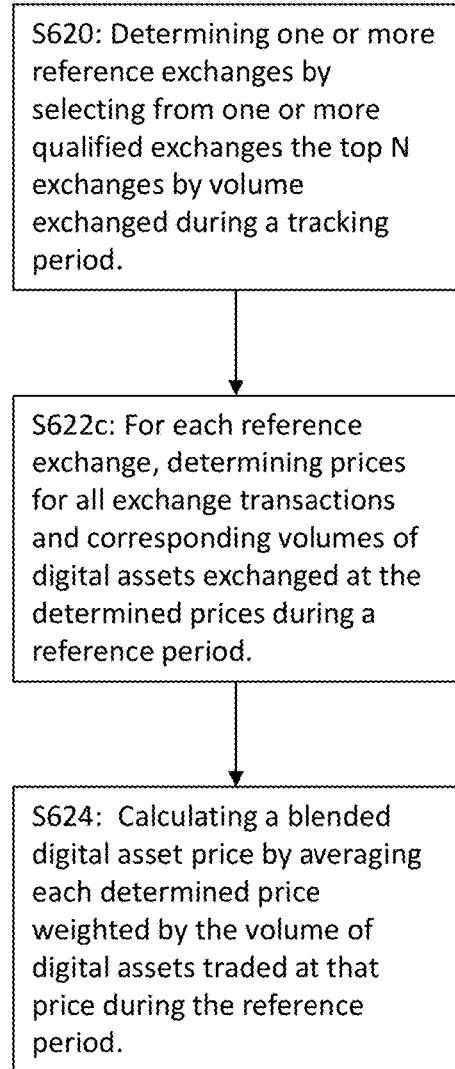 S620: Determining one or more
reference exchanges by
selecting from one or more
qualified exchanges the top N
exchanges by volume
exchanged during a tracking
period.
S622c: For each reference
exchange, determining prices
for all exchange transactions
and corresponding volumes of
digital assets exchanged at the
determined prices during a
reference period.
S624: Calculating a blended
digital asset price by averaging
each determined price
weighted by the volume of
digital assets traded at that
price during the reference
period.